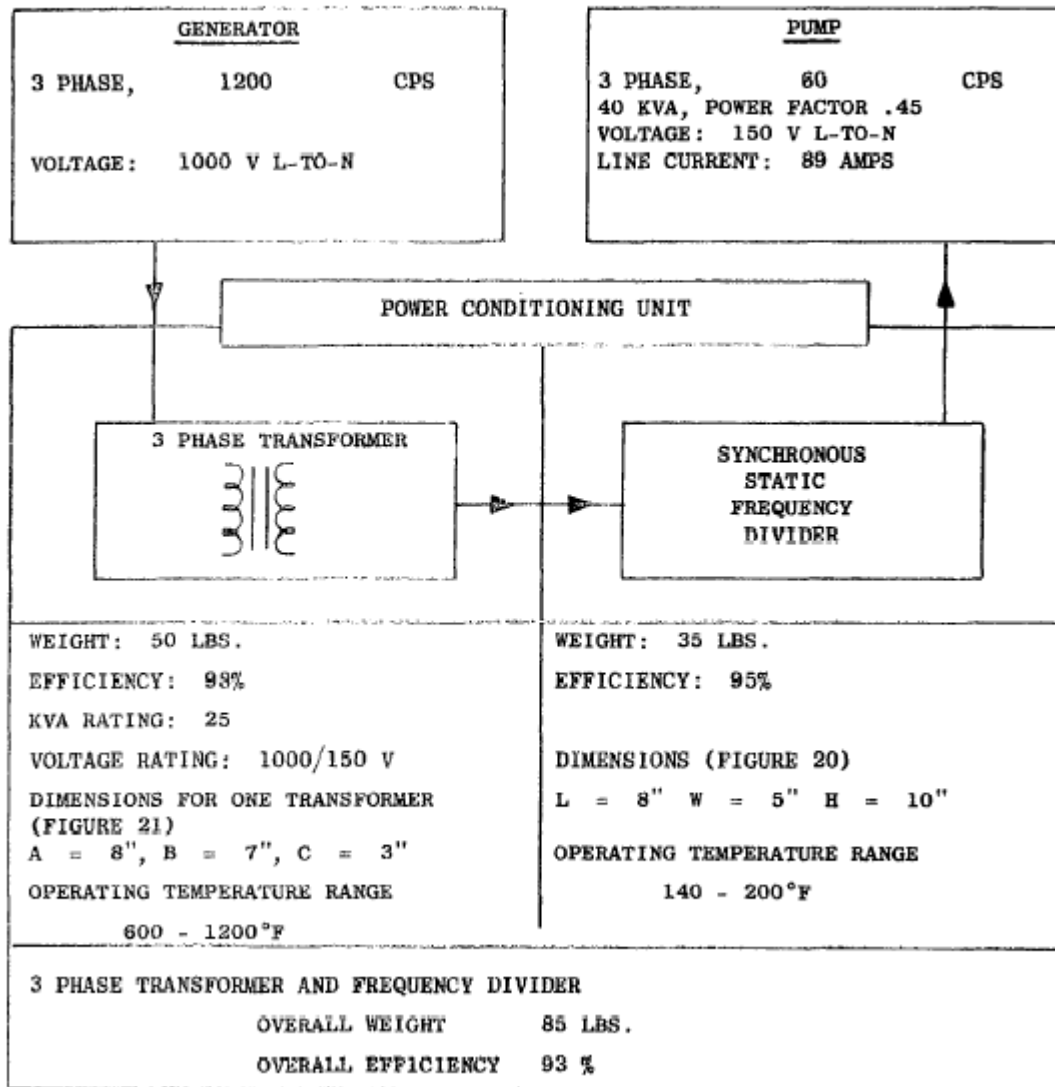 GENERATOR
3 PHASE, 1200 CPS
VOLTAGE: 1000 V L-TO-N
PUMP
3 PHASE, 60 CPS
40 KVA, POWER FACTOR .45
VOLTAGE: 150 V L-TO-N
LINE CURRENT: 89 AMPS
POWER CONDITIONING UNIT
3 PHASE TRANSFORMER
SYNCHRONOUS
STATIC
FREQUENCY
DIVIDER
WEIGHT: 50 LBS.
EFFICIENCY: 98%
KVA RATING: 25
VOLTAGE RATING: 1000/150 V
DIMENSIONS FOR ONE TRANSFORMER
(FIGURE 21)
A = 8", B = 7", C = 3"
OPERATING TEMPERATURE RANGE
600 - 1200°F
WEIGHT: 35 LBS.
EFFICIENCY: 95%
DIMENSIONS (FIGURE 20)
L = 8" W = 5" H = 10"
OPERATING TEMPERATURE RANGE
140 - 200°F
3 PHASE TRANSFORMER AND FREQUENCY DIVIDER
OVERALL WEIGHT 85 LBS.
OVERALL EFFICIENCY 93 %